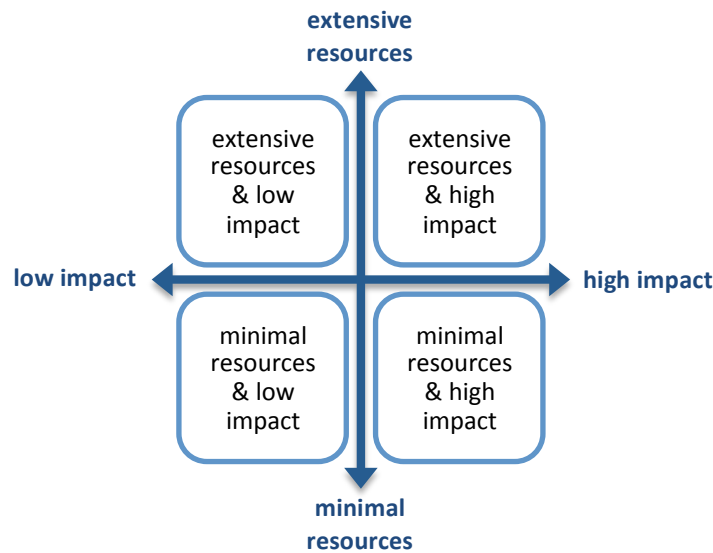 extensive
resources
extensive
resources
& low
impact
extensive
resources
& high
impact
low impact
high impact
minimal
resources
& low
impact
minimal
resources
& high
impact
minimal
resources